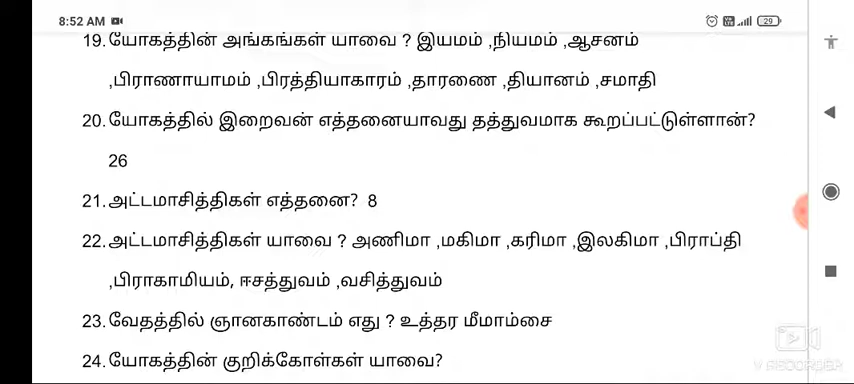 8:52 AM
29
19. யோகத்தின் அங்கங்கள் யாவை ? இயமம் ,நியமம் ,ஆசனம்
,பிராணாயாமம் ,பிரத்தியாகாரம் ,தாரணை ,தியானம் ,சமாதி
20. யோகத்தில் இறைவன் எத்தனையாவது தத்துவமாக கூறப்பட்டுள்ளான்?
26
21. அட்டமாசித்திகள் எத்தனை? 8
22. அட்டமாசித்திகள் யாவை ? அணிமா ,மகிமா ,கரிமா ,இலகிமா ,பிராப்தி
,பிராகாமியம், ஈசத்துவம் ,வசித்துவம்
23. வேதத்தில் ஞானகாண்டம் எது ? உத்தர மீமாம்சை
24. யோகத்தின் குறிக்கோள்கள் யாவை?
V RECORDER